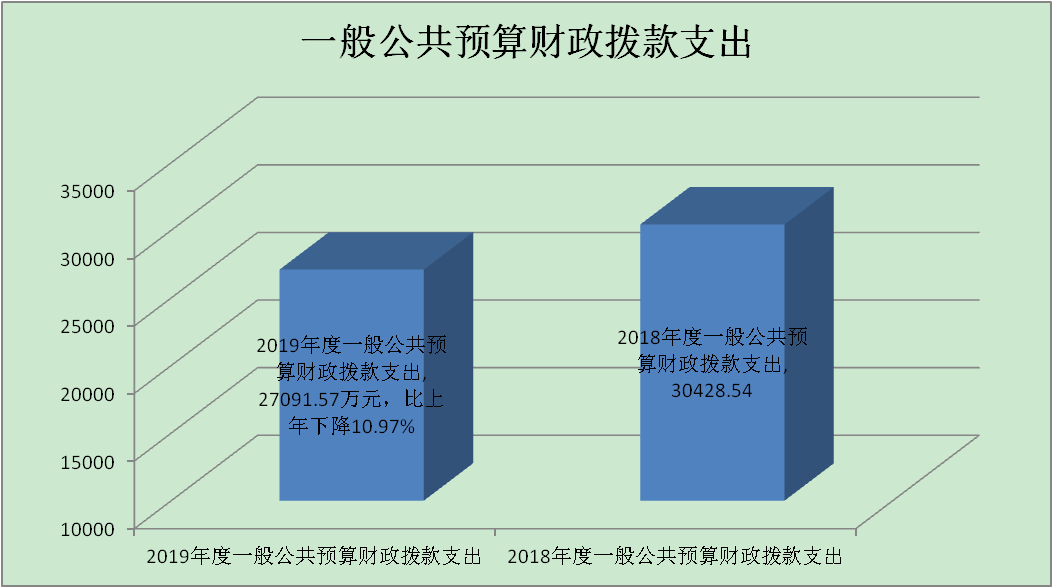 一般公共预算财政拨款支出
35000
30000
25000
20000
15000
10000
2019年度一般公共预
算财政拨款支出,
27091.57万元，比上
年下降10.97%
2018年度一般公共预
算财政拨款支出,
30428.54
2019年度一般公共预算财政拨款支出
2018年度一般公共预算财政拨款支出